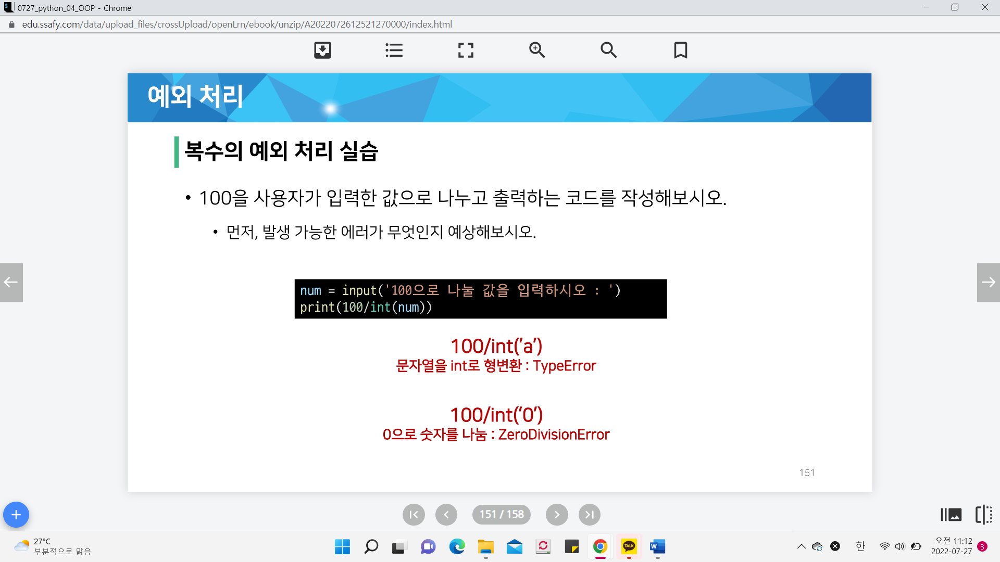 0727_python_04_OOP - Chrome
edu.ssafy.com/data/upload_files/crossUpload/openLrn/ebook/unzip/A2022072612521270000/index.html
예외 처리
복수의 예외 처리 실습
• 100을 사용자가 입력한 값으로 나누고 출력하는 코드를 작성해보시오.
• 먼저, 발생 가능한 에러가 무엇인지 예상해보시오.
num = input('100으로 나눌 값을 입력하시오 : ')
print(100/int(num))
100/int('a')
문자열을 int로 형변환 : TypeError
100/int('0')
0으로 숫자를 나눔 : ZeroDivisionError
151
151 / 158
27°C
부분적으로 맑음
TALK
W
한
오전 11:12
2022-07-27
3